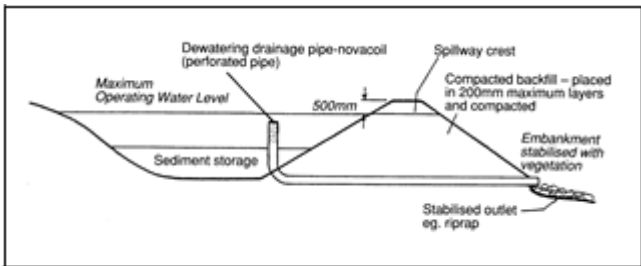 Dewatering drainage pipe-novacoil
(perforated pipe)
Spillway crest
Maximum
Operating Water Level
500mm
Compacted backfill – placed
in 200mm maximum layers
and compacted
Sediment storage
Embankment
stabilised with
vegetation
Stabilised outlet
eg. riprap